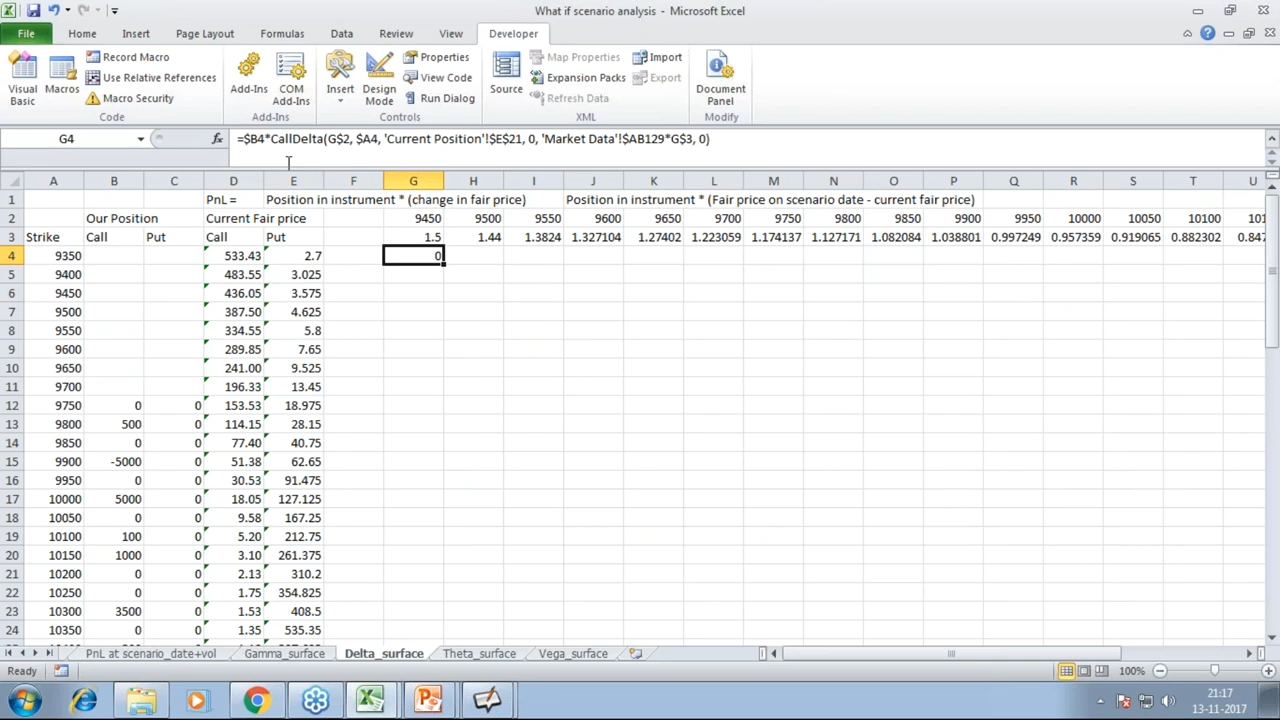 What if scenario analysis - Microsoft Excel
File Home Insert Page Layout Formulas Data Review View Developer
Visual Basic Macros Record Macro Use Relative References Macro Security Code
Add-Ins COM Add-Ins Add-Ins
Insert Design Mode Properties View Code Run Dialog Controls
Source Map Properties Expansion Packs Refresh Data Import Export XML
Document Panel Modify
G4 fx =$B4*CallDelta(G$2, $A4, 'Current Position'!$E$21, 0, 'Market Data'!$AB129*G$3, 0)
A B C D E F G H I J K L M N O P Q R S T U
1 PnL = Position in instrument * (change in fair price) Position in instrument * (Fair price on scenario date - current fair price)
2 Our Position Current Fair price 9450 9500 9550 9600 9650 9700 9750 9800 9850 9900 9950 10000 10050 10100 101
3 Strike Call Put Call Put 1.5 1.44 1.3824 1.327104 1.27402 1.223059 1.174137 1.127171 1.082084 1.038801 0.997249 0.957359 0.919065 0.882302 0.847
4 9350 533.43 2.7 0
5 9400 483.55 3.025
6 9450 436.05 3.575
7 9500 387.50 4.625
8 9550 334.55 5.8
9 9600 289.85 7.65
10 9650 241.00 9.525
11 9700 196.33 13.45
12 9750 0 0 153.53 18.975
13 9800 500 0 114.15 28.15
14 9850 0 0 77.40 40.75
15 9900 -5000 0 51.38 62.65
16 9950 0 0 30.53 91.475
17 10000 5000 0 18.05 127.125
18 10050 0 0 9.58 167.25
19 10100 100 0 5.20 212.75
20 10150 1000 0 3.10 261.375
21 10200 0 0 2.13 310.2
22 10250 0 0 1.75 354.825
23 10300 3500 0 1.53 408.5
24 10350 0 0 1.35 535.35
PnL at scenario_date+vol Gamma_surface Delta_surface Theta_surface Vega_surface
Ready 100%
21:17
13-11-2017